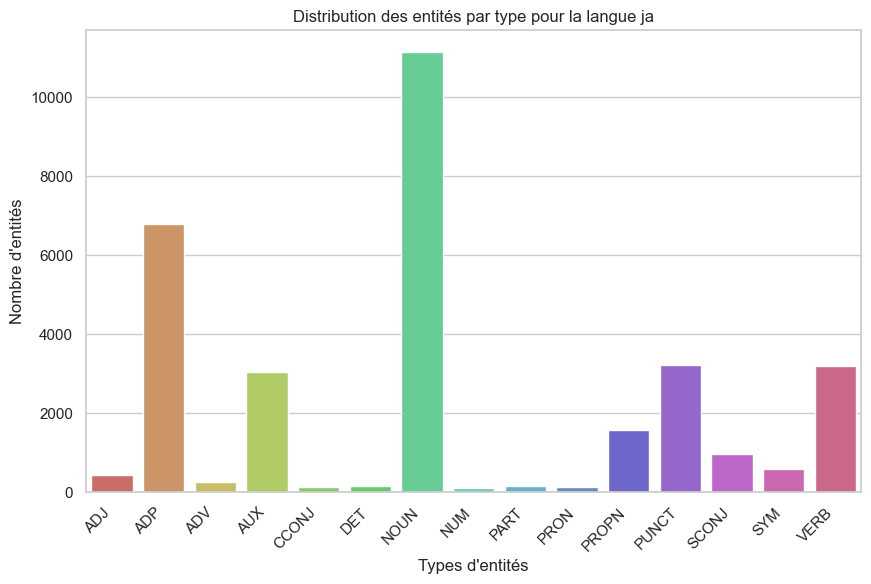 Distribution des entités par type pour la langue ja
Nombre d'entités
10000
8000
6000
4000
2000
0
ADJ
ADP
ADV
AUX
CCONJ
DET
NOUN
NUM
PART
PRON
PROPN
PUNCT
SCONJ
SYM
VERB
Types d'entités